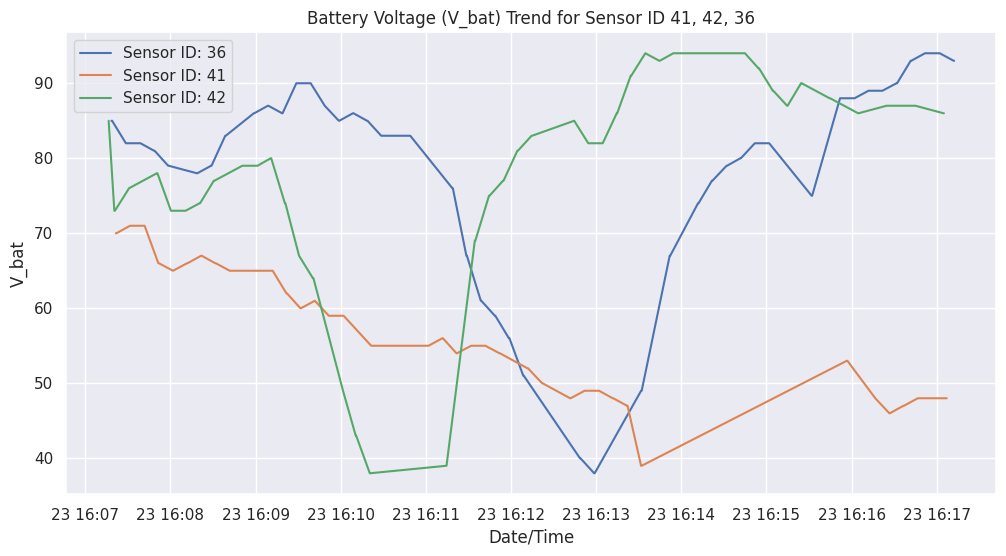 Battery Voltage (V_bat) Trend for Sensor ID 41, 42, 36
Sensor ID: 36
Sensor ID: 41
Sensor ID: 42
90
80
70
60
50
40
V_bat
23 16:07 23 16:08 23 16:09 23 16:10 23 16:11 23 16:12 23 16:13 23 16:14 23 16:15 23 16:16 23 16:17
Date/Time